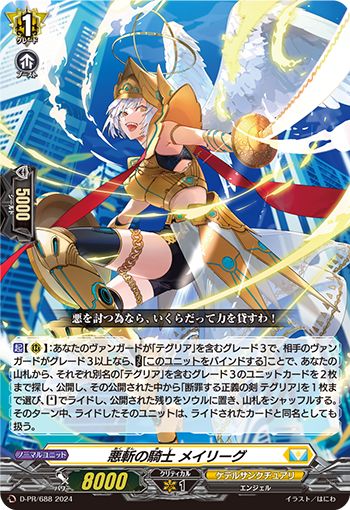 1
グレード
ブースト
5000
シールド
悪を討つ為なら、いくらだって力を貸すわ！
起【R】：あなたのヴァンガードが「テグリア」を含むグレード３で、相手のヴァン
ガードがグレード３以上なら、[このユニットをバインドする]ことで、あなたの
山札から、それぞれ別名の「テグリア」を含むグレード３のユニットカードを２枚
まで探し、公開し、その公開された中から「断罪する正義の剣 テグリア」を１枚ま
で選び、Ⓥでライドし、公開された残りをソウルに置き、山札をシャッフルする。
そのターン中、ライドしたそのユニットは、ライドされたカードと同名としても
扱う。
ノーマルユニット
悪斬の騎士 メイリーグ
パワー
8000
クリティカル
1
ケテルサンクチュアリ
エンジェル
D-PR/688 2024
イラスト/はにわ